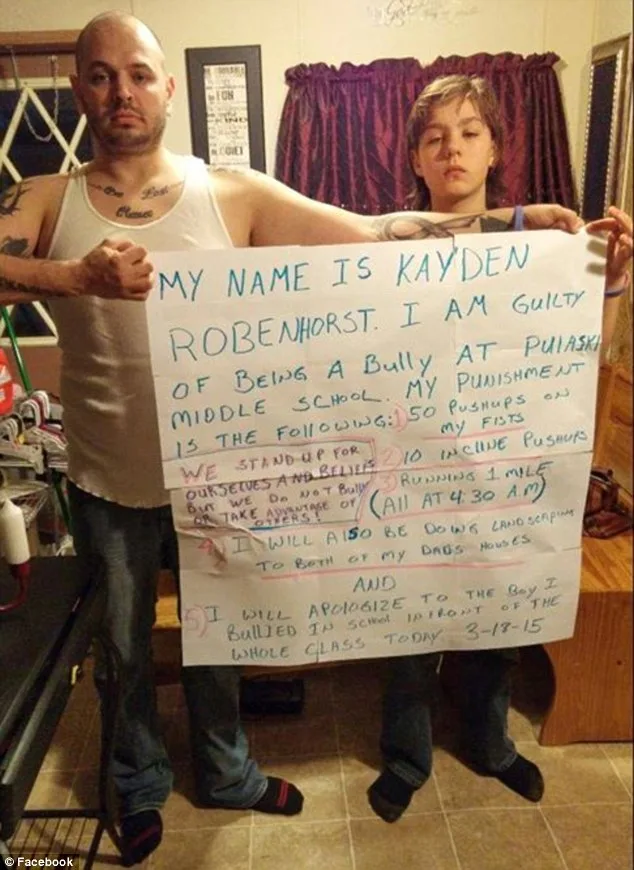 MY NAME IS KAYDEN
ROBENHORST. I AM GUILTY
OF BEING A Bully AT PULASKI
MIDDLE SCHOOL. MY PUNISHMENT
IS THE FOLLOWING: 1) 50 PUSHUPS ON
MY FISTS
2) 10 INCLINE PUSHUPS
3) RUNNING 1 MILE
(All AT 4:30 A.M)
WE STAND UP FOR
OURSELVES AND BELIEFS
BUT WE DO NOT Bully
OR TAKE ADVANTAGE OF
OTHERS!
4) I WILL AlSO BE DOING LANDSCAPING
TO BOTH OF MY DADS HOUSES
AND
5) I WILL APOLOGIZE TO THE BOY I
BULLIED IN SCHOOL INFRONT OF THE
WHOLE CLASS TODAY 3-18-15
© Facebook